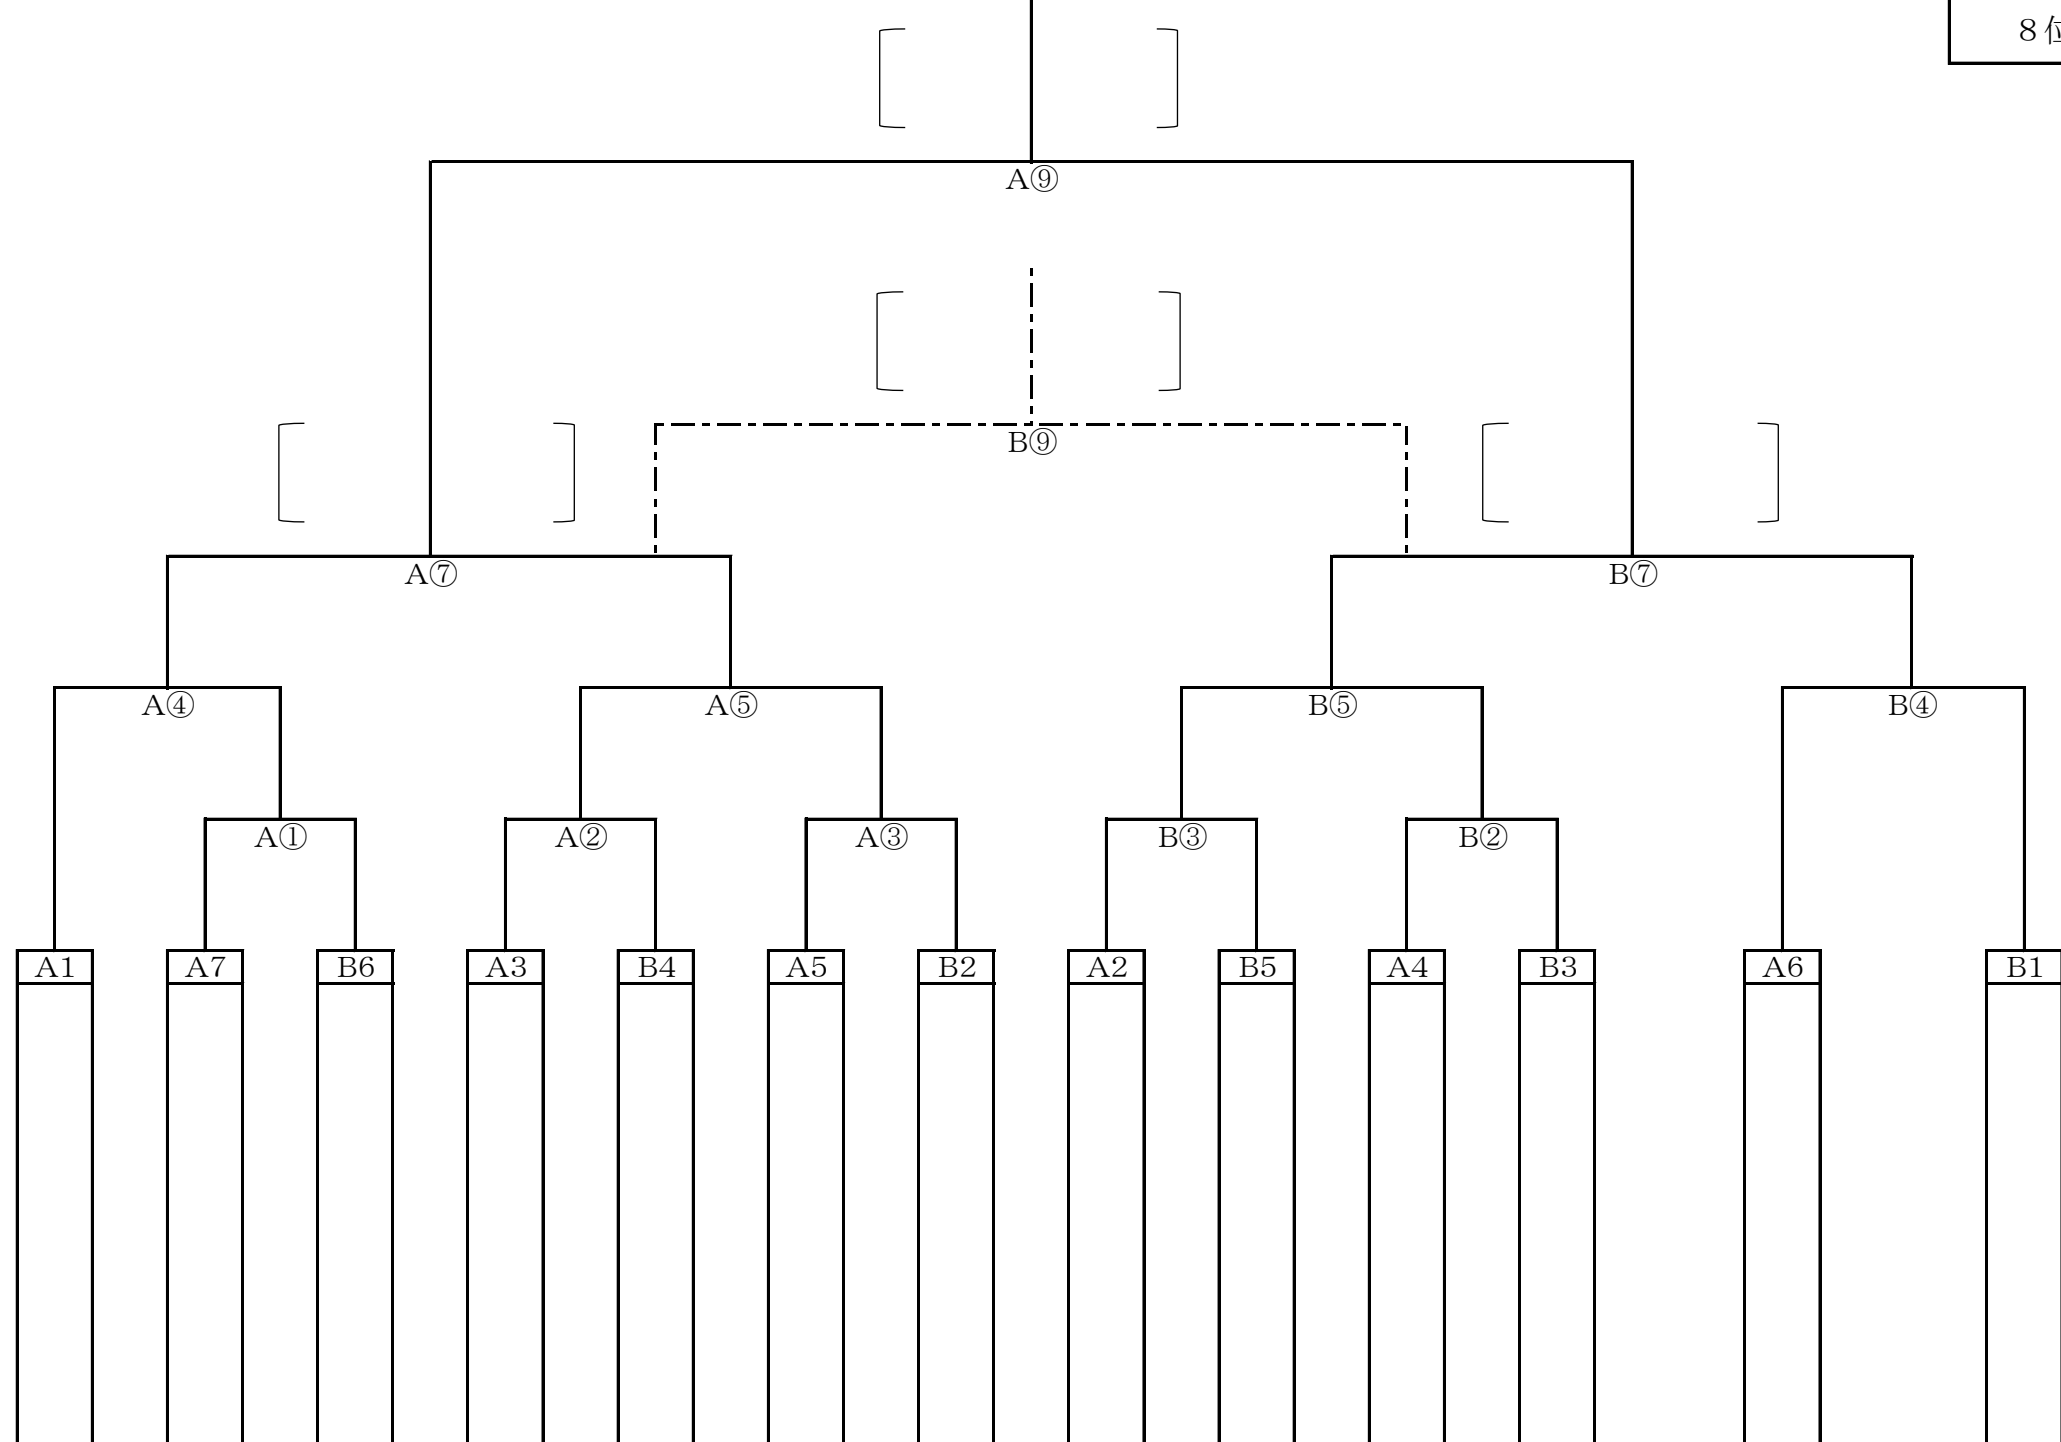 ８位
A⑨
B⑨
A⑦ B⑦
A④ A⑤ B⑤ B④
A① A② A③ B③ B②
A1 A7 B6 A3 B4 A5 B2 A2 B5 A4 B3 A6 B1